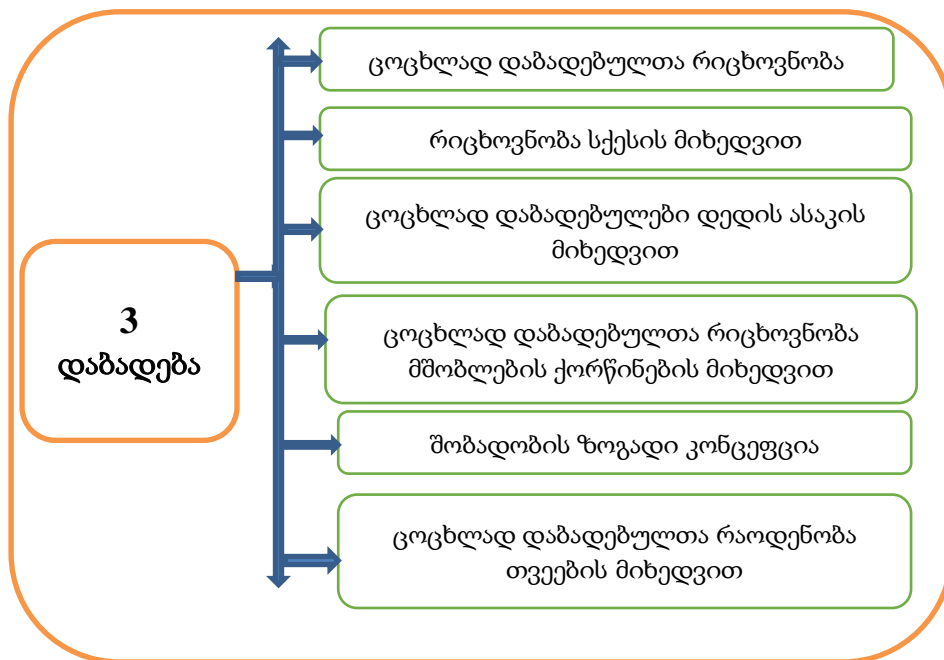 ცოცხლად დაბადებულთა რიცხოვნობა
რიცხოვნობა სქესის მიხედვით
ცოცხლად დაბადებულები დედის ასაკის
მიხედვით
3
დაბადება
ცოცხლად დაბადებულთა რიცხოვნობა
მშობლების ქორწინების მიხედვით
შობადობის ზოგადი კონცეფცია
ცოცხლად დაბადებულთა რაოდენობა
თვეების მიხედვით